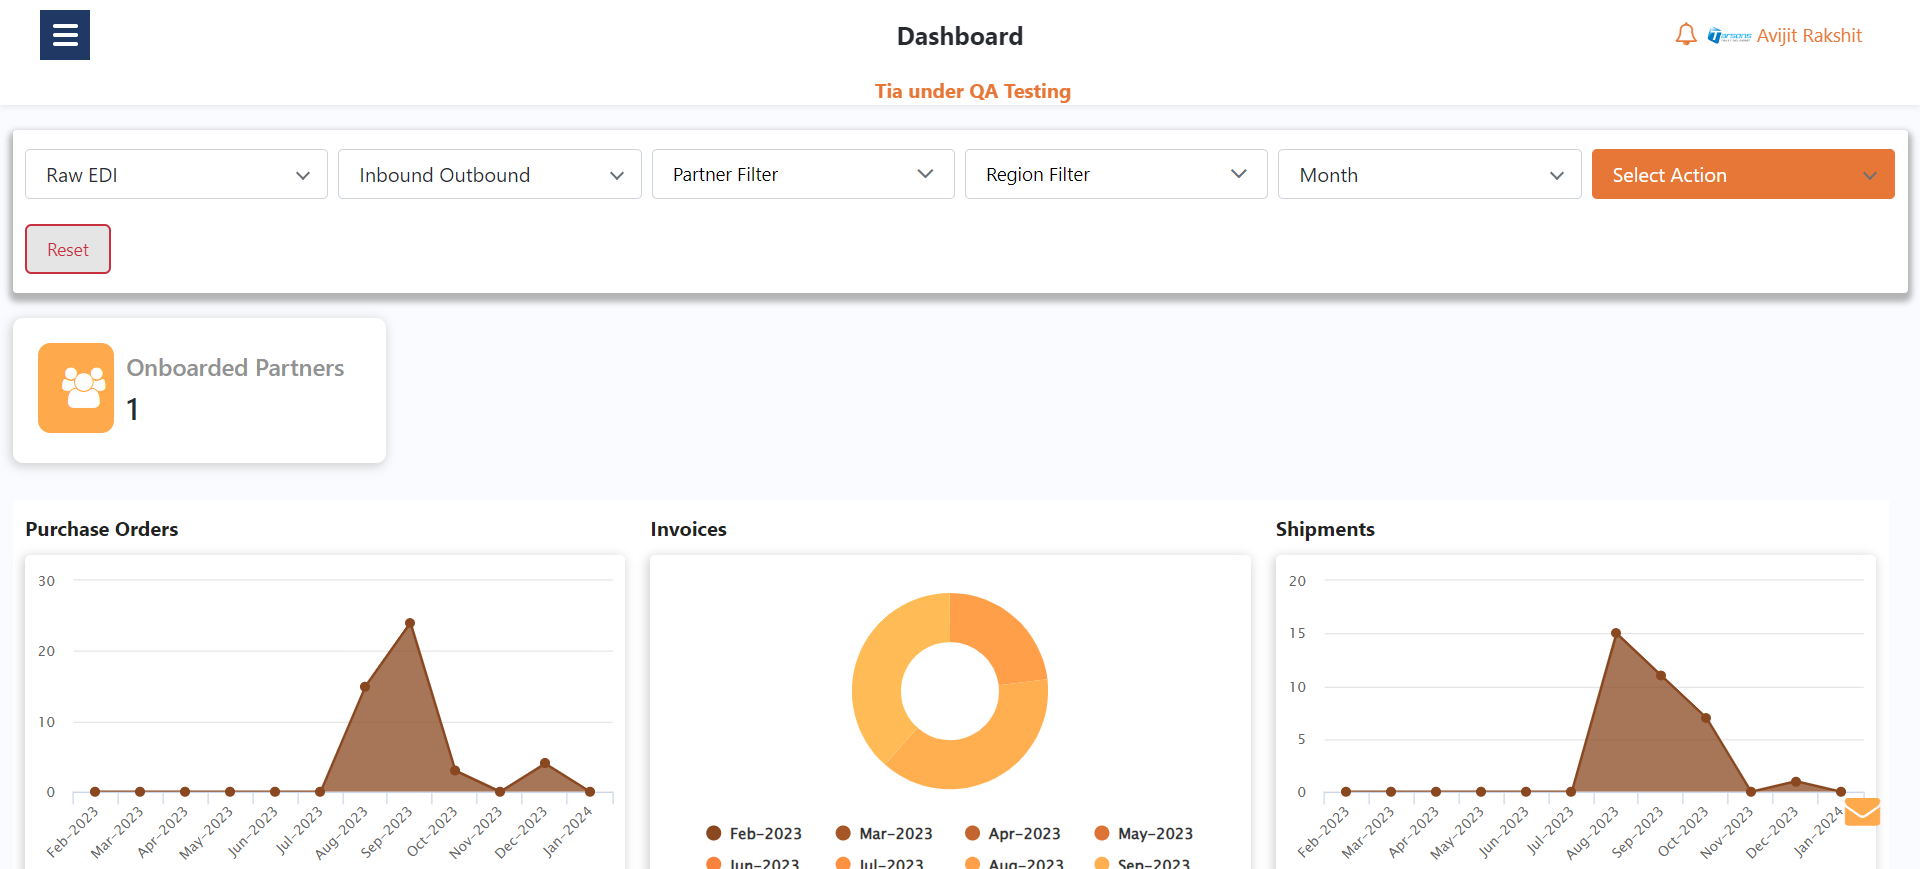 Dashboard
Tarsons
Avijit Rakshit
Tia under QA Testing
Raw EDI
Inbound Outbound
Partner Filter
Region Filter
Month
Select Action
Reset
Onboarded Partners
1
Purchase Orders
30
20
10
0
Feb-2023
Mar-2023
Apr-2023
May-2023
Jun-2023
Jul-2023
Aug-2023
Sep-2023
Oct-2023
Nov-2023
Dec-2023
Jan-2024
Invoices
Feb-2023
Mar-2023
Apr-2023
May-2023
Jun-2023
Jul-2023
Aug-2023
Sep-2023
Shipments
20
15
10
5
0
Feb-2023
Mar-2023
Apr-2023
May-2023
Jun-2023
Jul-2023
Aug-2023
Sep-2023
Oct-2023
Nov-2023
Dec-2023
Jan-2024